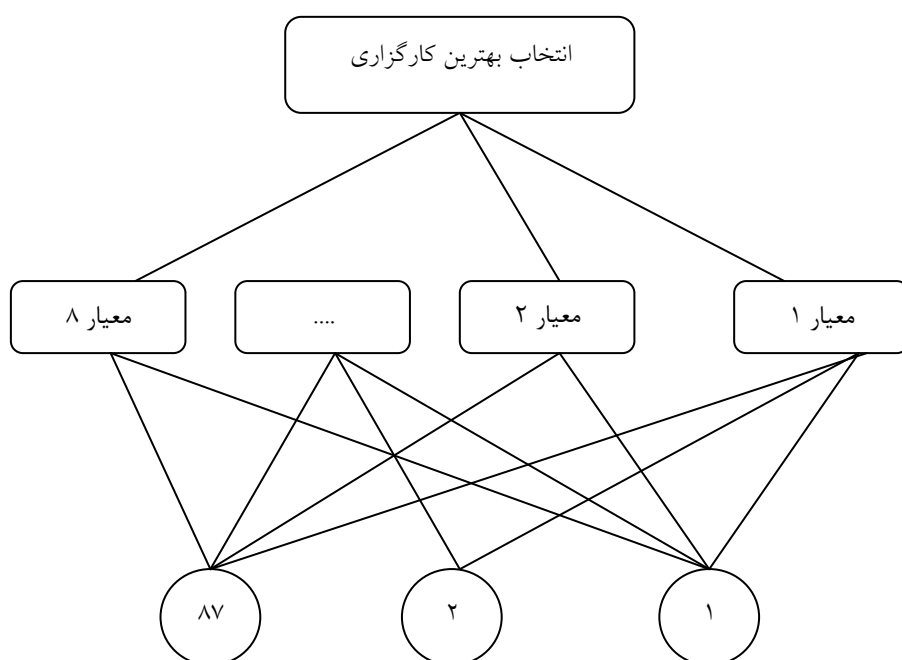 انتخاب بهترین کارگزاری
معیار ۱
معیار ۲
....
معیار ۸
۱
۲
۸۷